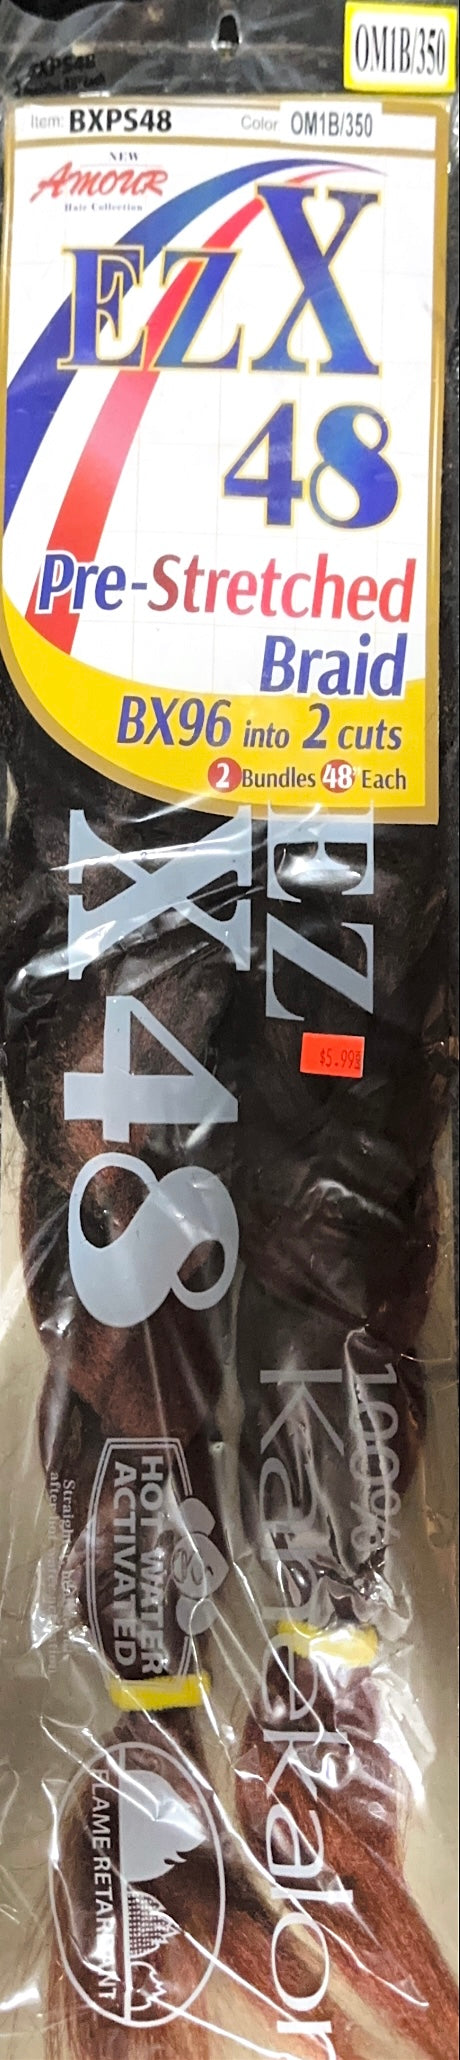 OM1B/350
BXPS48
Item: BXPS48 Color OM1B/350
NEW
AMOUR
Hair Collection
EZX
48
Pre-Stretched
Braid
BX96 into 2 cuts
2 Bundles 48" Each
EZ
X48
$5.99
100%
Kanekalon
HOT WATER
ACTIVATED
FLAME RETARDANT